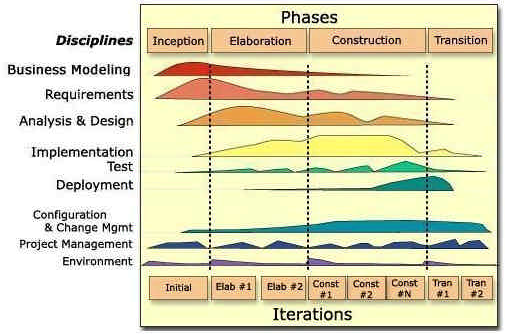 Phases
Disciplines
Inception
Elaboration
Construction
Transition
Business Modeling
Requirements
Analysis & Design
Implementation
Test
Deployment
Configuration
& Change Mgmt
Project Management
Environment
Initial
Elab #1
Elab #2
Const
#1
Const
#2
Const
#N
Tran
#1
Tran
#2
Iterations